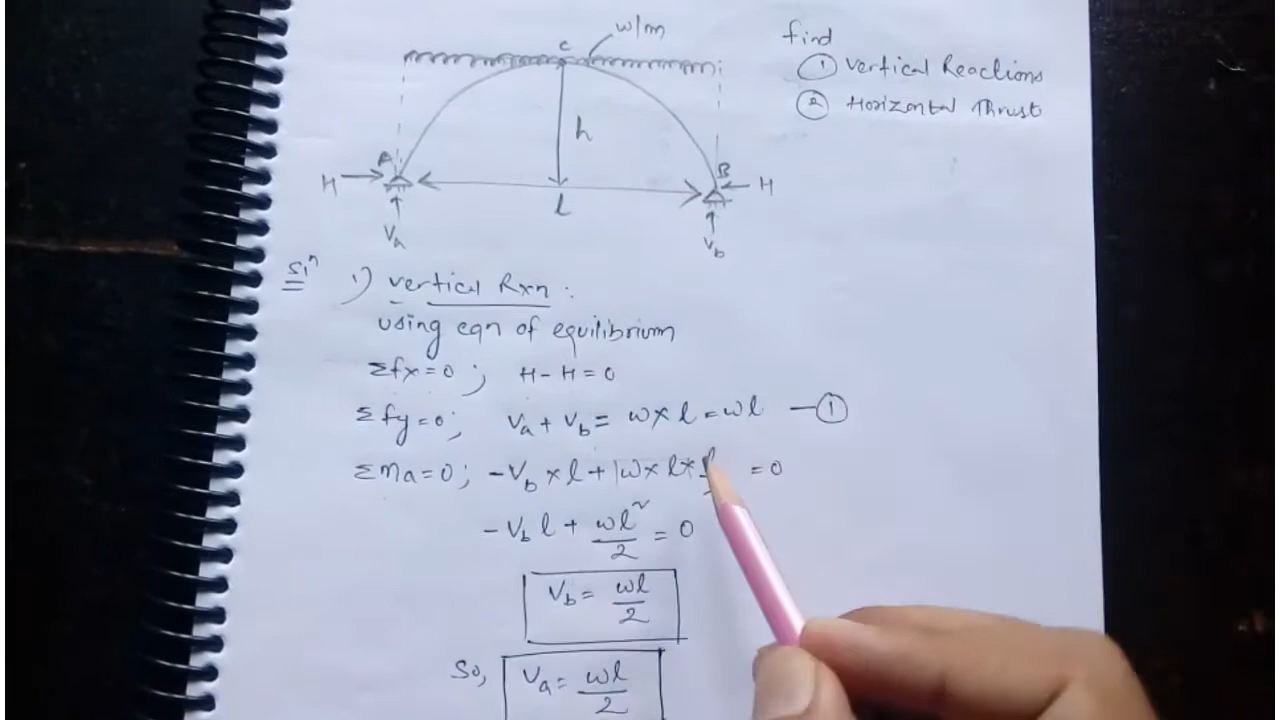 w/m
find
① Vertical Reactions
② Horizontal Thrust
C
h
A
B
H
H
l
Va
Vb
Slⁿ 1) Vertical Rxn :
using eqn of equilibrium
Σfx=0 ; H-H=0
Σfy=0; Va + Vb = w×l = wl —①
Σma=0; -Vb ×l + w× l* =0
-Vb l + wl²/2 = 0
Vb = wl/2
So, Va = wl/2